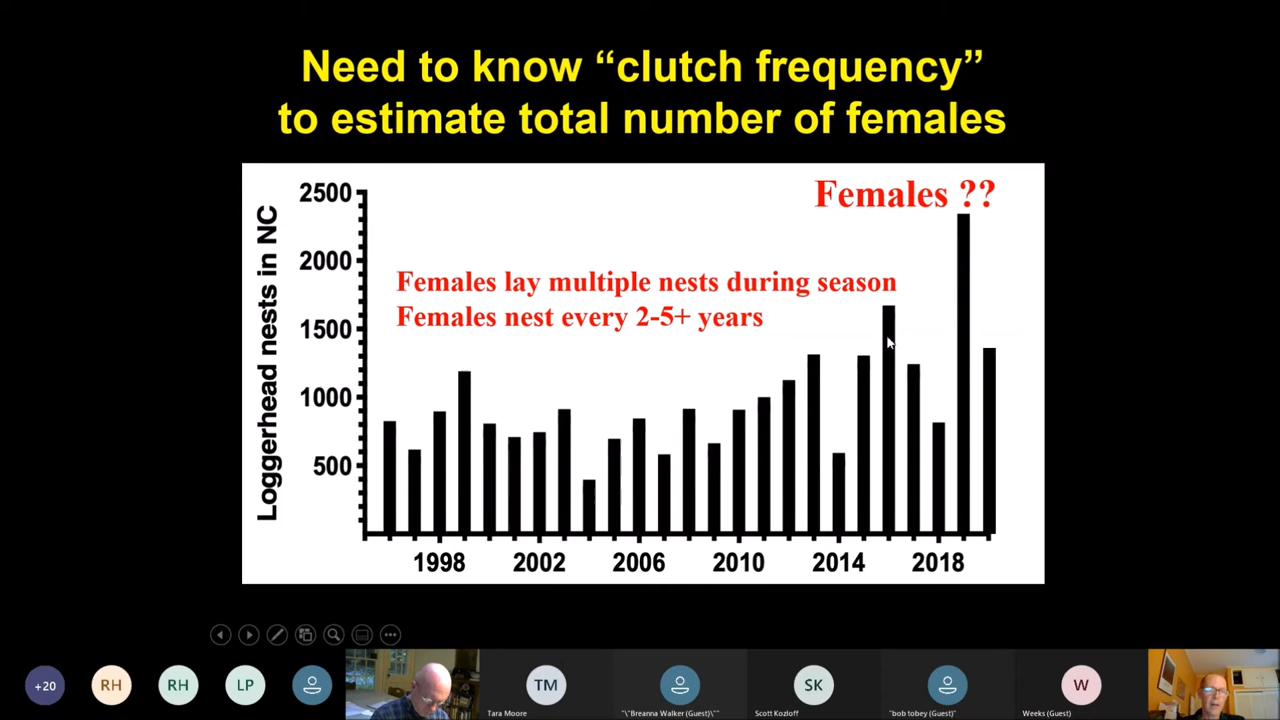 Need to know “clutch frequency”
to estimate total number of females
Females ??
Females lay multiple nests during season
Females nest every 2-5+ years
Loggerhead nests in NC
2500
2000
1500
1000
500
1998 2002 2006 2010 2014 2018
+20
RH
RH
LP
TM
Tara Moore
"\"Breanna Walker (Guest)\""
SK
Scott Kozloff
"bob tobey (Guest)"
W
Weeks (Guest)